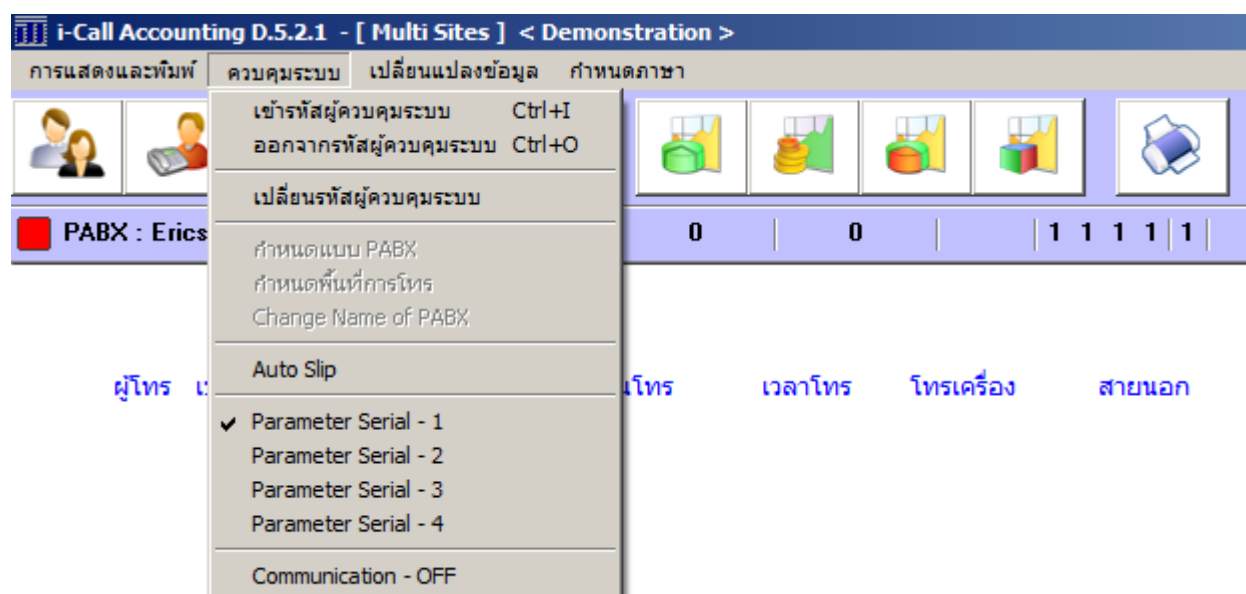 i-Call Accounting D.5.2.1 - [ Multi Sites ] < Demonstration >
การแสดงและพิมพ์ ควบคุมระบบ เปลี่ยนแปลงข้อมูล กำหนดภาษา
เข้ารหัสผู้ควบคุมระบบ Ctrl+I
ออกจากรหัสผู้ควบคุมระบบ Ctrl+O
เปลี่ยนรหัสผู้ควบคุมระบบ
PABX : Erics 0 0 1 1 1 1 1
กำหนดแบบ PABX
กำหนดพื้นที่การโทร
Change Name of PABX
Auto Slip
ผู้โทร เวลาโทร โทรเครื่อง สายนอก
Parameter Serial - 1
Parameter Serial - 2
Parameter Serial - 3
Parameter Serial - 4
Communication - OFF